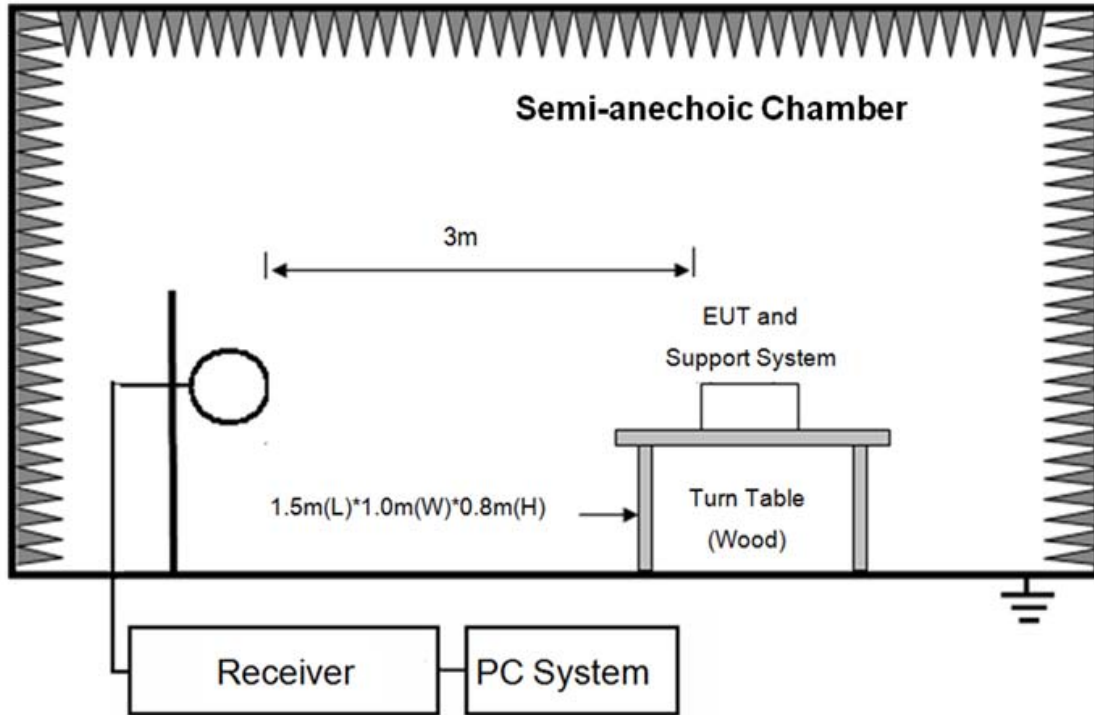 Semi-anechoic Chamber
3m
EUT and
Support System
1.5m(L)*1.0m(W)*0.8m(H)
Turn Table
(Wood)
Receiver
PC System